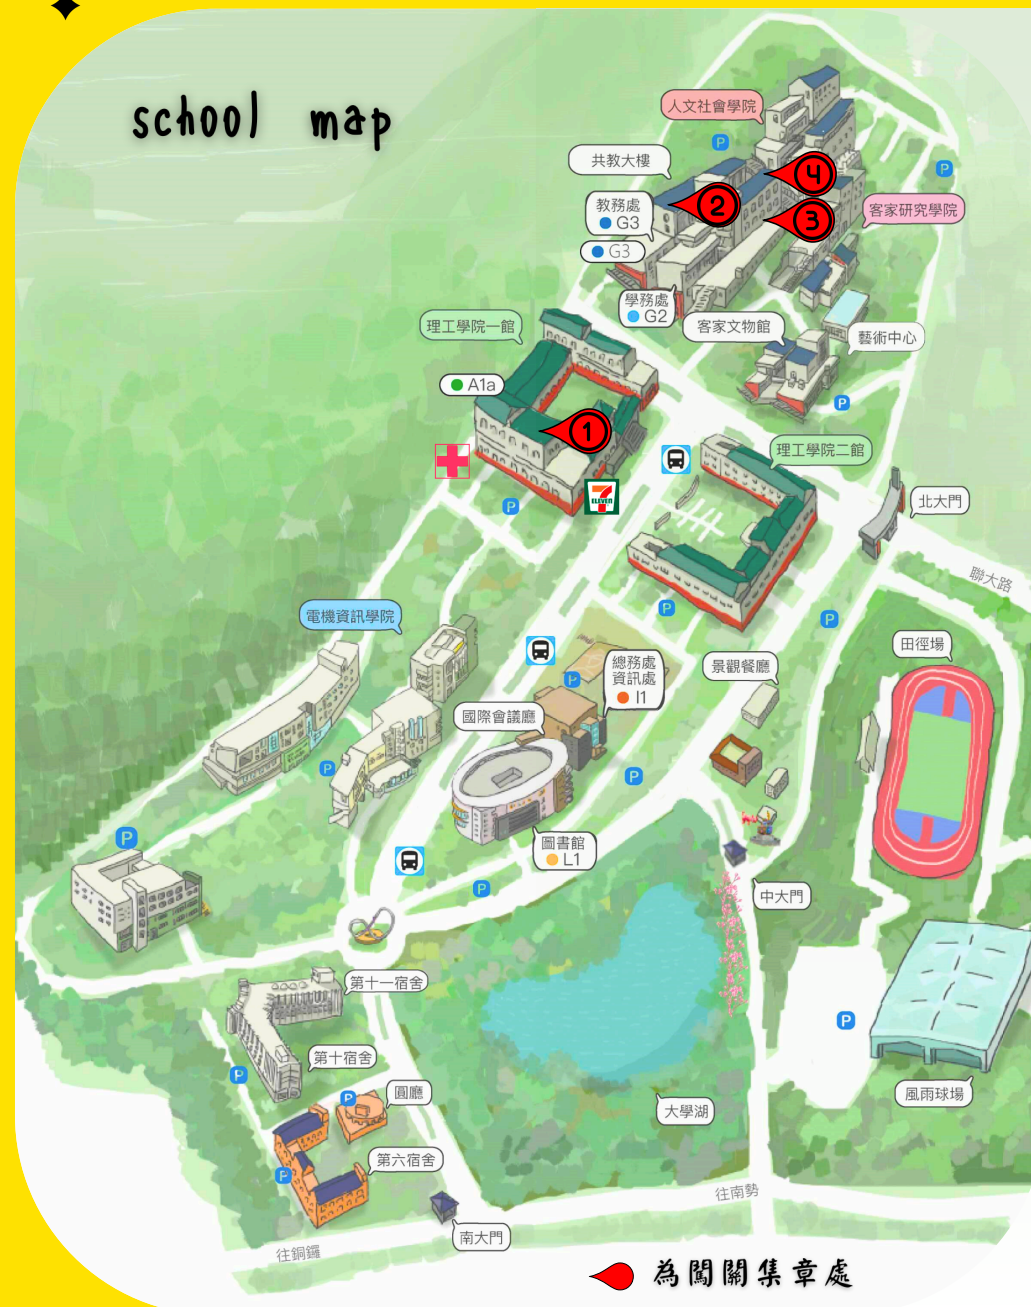 school map
人文社會學院
P
共教大樓
P
4
教務處
G3
2
3
客家研究學院
G3
學務處
G2
客家文物館
理工學院一館
藝術中心
A1a
P
1
理工學院二館
7
ELEVEN
P
北大門
聯大路
P
電機資訊學院
P
田徑場
總務處
資訊處
I1
P
景觀餐廳
國際會議廳
P
P
P
圖書館
L1
P
中大門
第十一宿舍
P
第十宿舍
P
圓廳
P
風雨球場
大學湖
第六宿舍
P
往南勢
南大門
往銅鑼
為闖關集章處